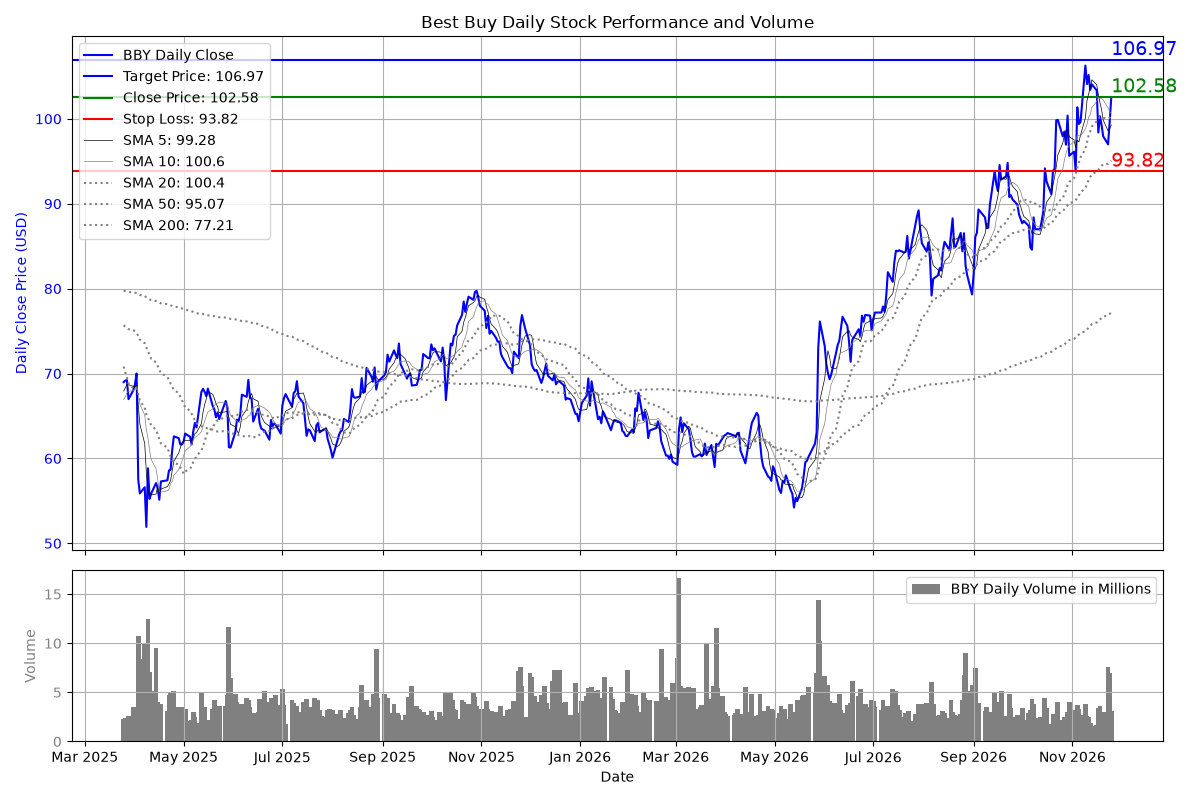 Best Buy Daily Stock Performance and Volume
BBY Daily Close
Target Price: 106.97
Close Price: 102.58
Stop Loss: 93.82
SMA 5: 99.28
SMA 10: 100.6
SMA 20: 100.4
SMA 50: 95.07
SMA 200: 77.21
106.97
102.58
93.82
Daily Close Price (USD)
100
90
80
70
60
50
BBY Daily Volume in Millions
Volume
15
10
5
0
Mar 2025
May 2025
Jul 2025
Sep 2025
Nov 2025
Jan 2026
Mar 2026
May 2026
Jul 2026
Sep 2026
Nov 2026
Date